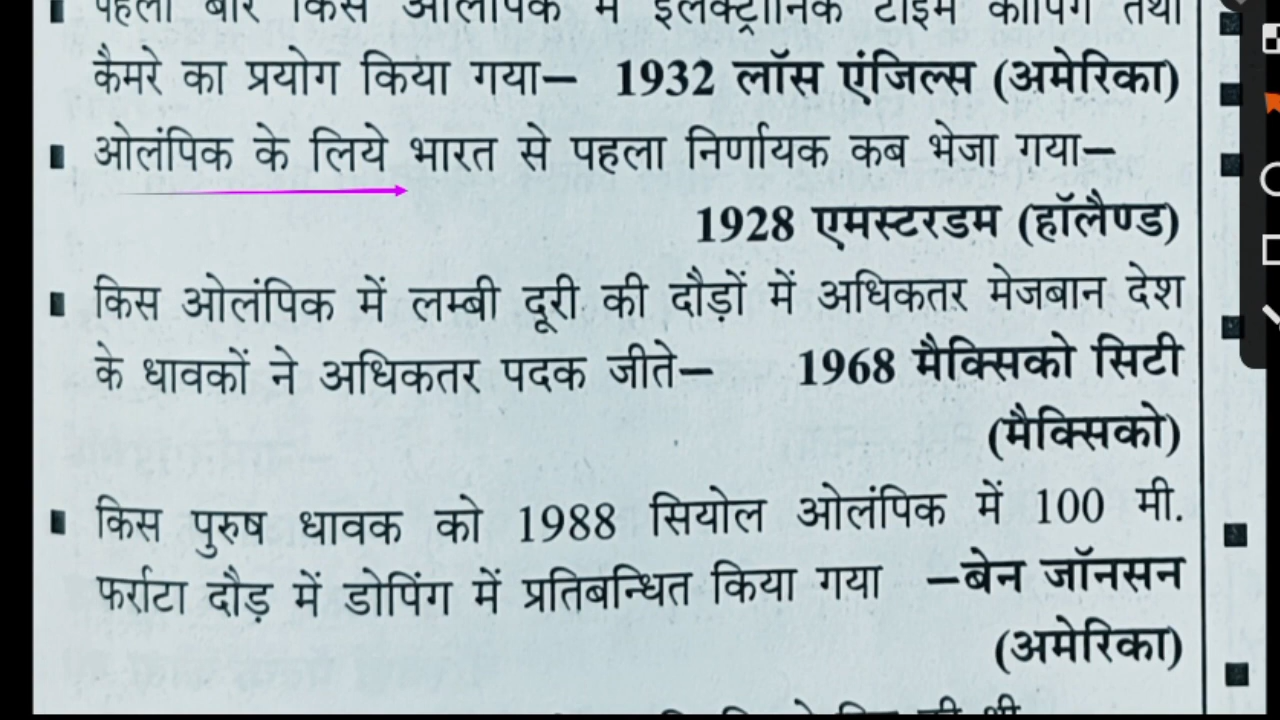 पहली बार किस ओलंपिक में इलेक्ट्रॉनिक टाइम कीपिंग तथा
कैमरे का प्रयोग किया गया– 1932 लॉस एंजिल्स (अमेरिका)
ओलंपिक के लिये भारत से पहला निर्णायक कब भेजा गया–
1928 एमस्टरडम (हॉलैण्ड)
किस ओलंपिक में लम्बी दूरी की दौड़ों में अधिकतर मेजबान देश
के धावकों ने अधिकतर पदक जीते– 1968 मैक्सिको सिटी
(मैक्सिको)
किस पुरुष धावक को 1988 सियोल ओलंपिक में 100 मी.
फर्राटा दौड़ में डोपिंग में प्रतिबन्धित किया गया –बेन जॉनसन
(अमेरिका)